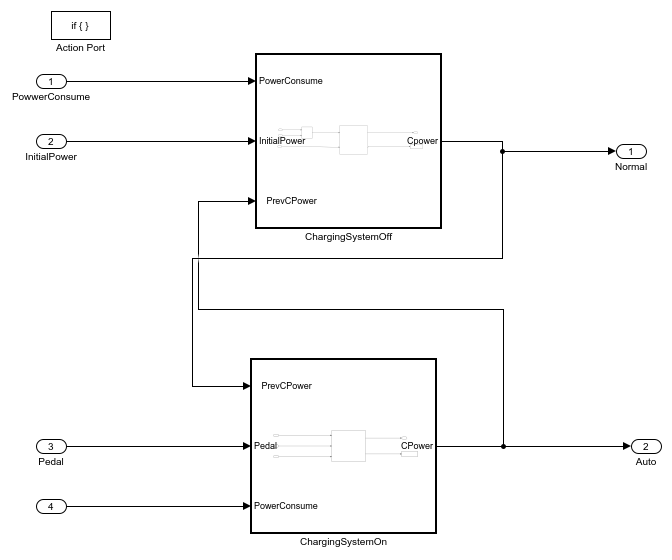 if { }
Action Port
1
PowwerConsume
PowerConsume
2
InitialPower
InitialPower
PrevCPower
Cpower
ChargingSystemOff
1
Normal
PrevCPower
3
Pedal
Pedal
4
PowerConsume
CPower
ChargingSystemOn
2
Auto